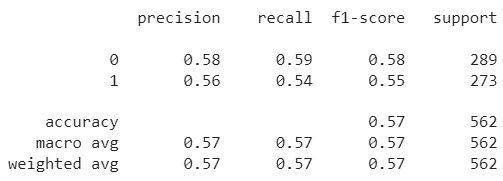 precision recall f1-score support
0 0.58 0.59 0.58 289
1 0.56 0.54 0.55 273
accuracy 0.57 562
macro avg 0.57 0.57 0.57 562
weighted avg 0.57 0.57 0.57 562